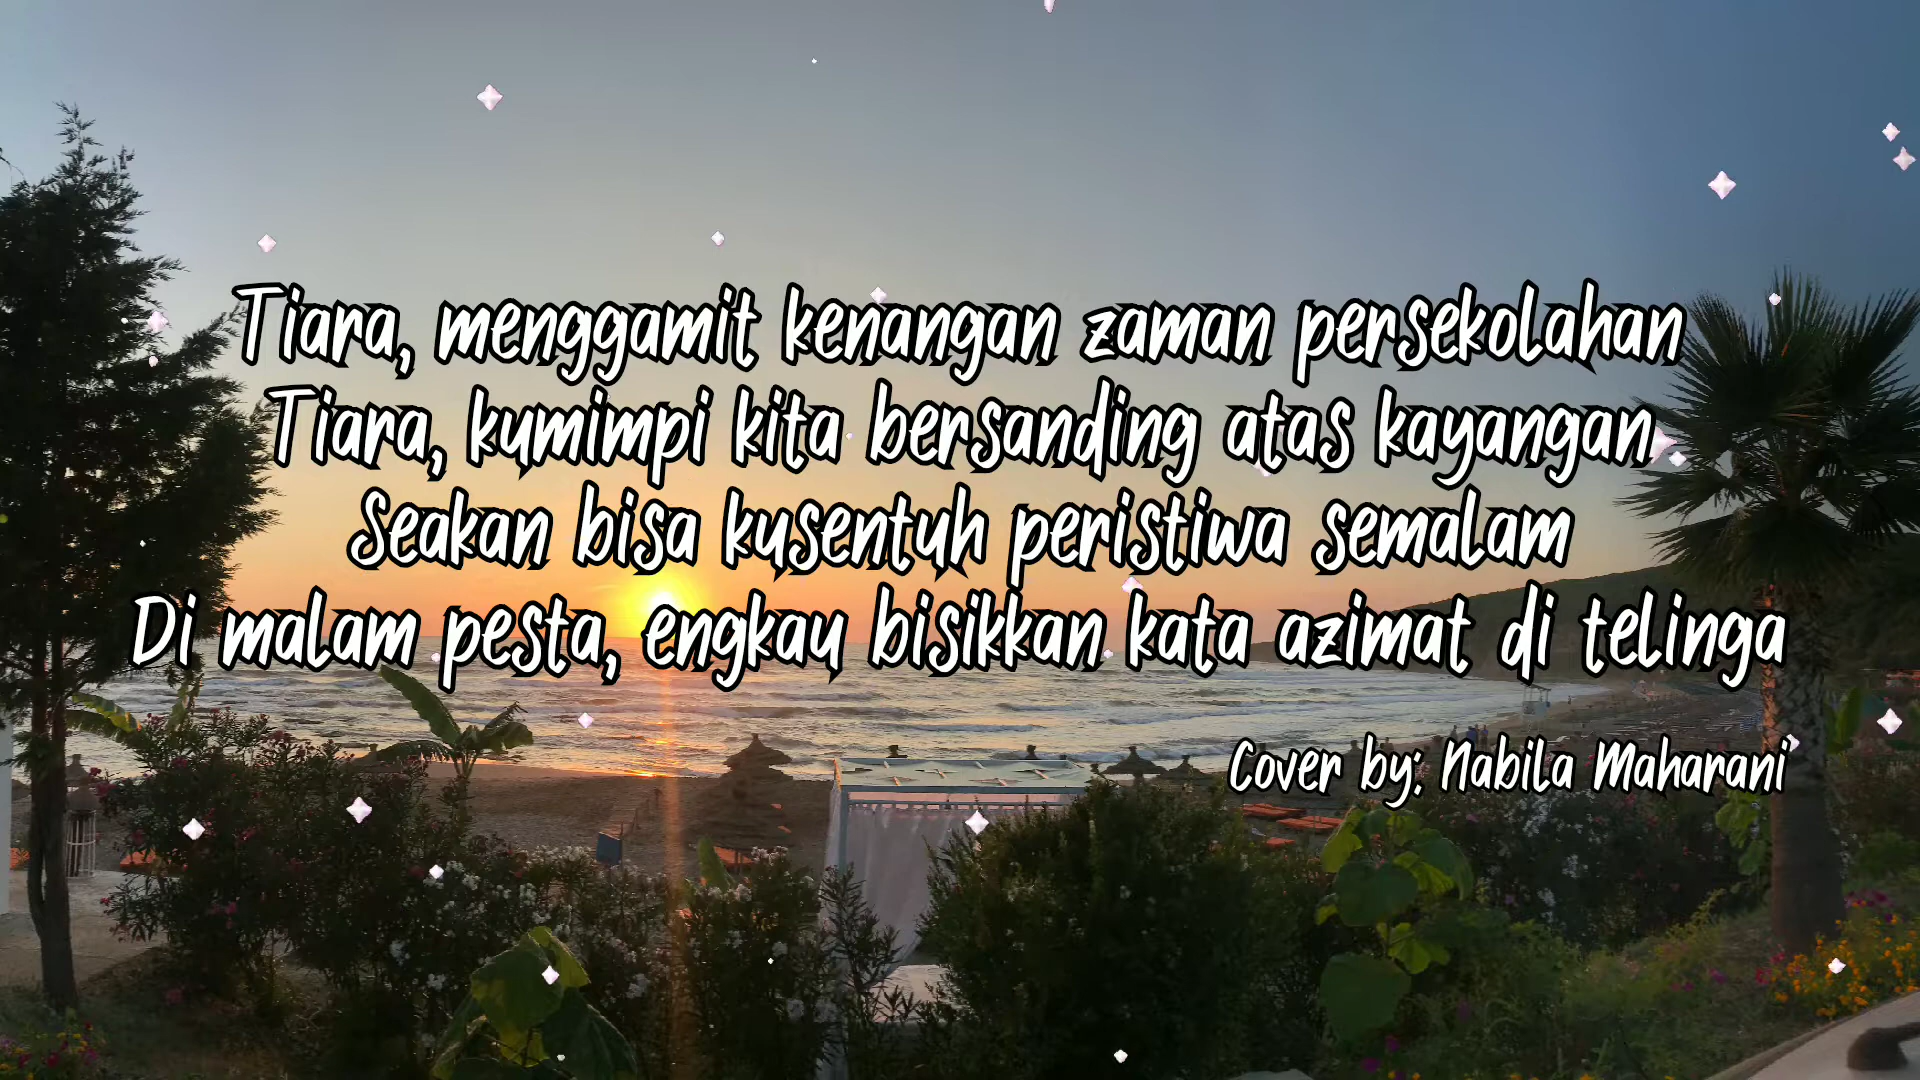 Tiara, menggamit kenangan zaman persekolahan
Tiara, kumimpi kita bersanding atas kayangan
Seakan bisa kusentuh peristiwa semalam
Di malam pesta, engkau bisikkan kata azimat di telinga
Cover by: Nabila Maharani